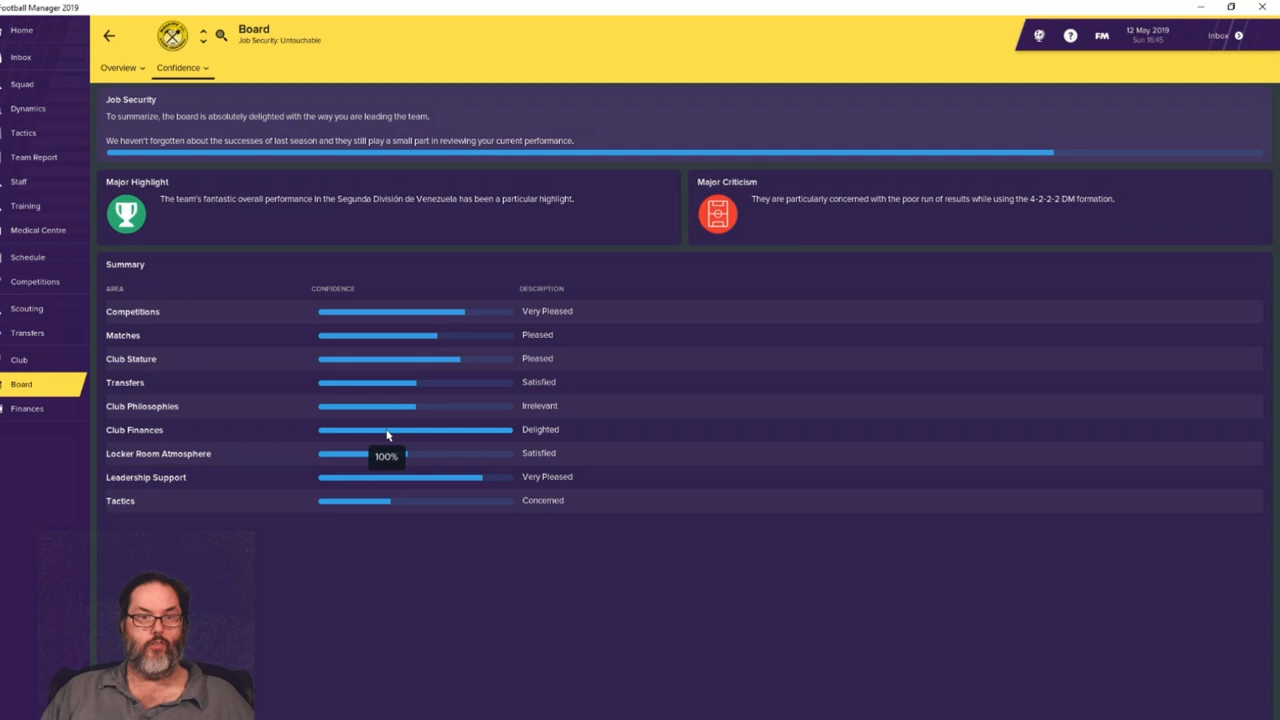 Football Manager 2019
Home
Inbox
Squad
Dynamics
Tactics
Team Report
Staff
Training
Medical Centre
Schedule
Competitions
Scouting
Transfers
Club
Board
Finances
Board
Job Security: Untouchable
12 May 2019
Sun 16:45
FM
Inbox
Overview
Confidence
Job Security
To summarize, the board is absolutely delighted with the way you are leading the team.
We haven't forgotten about the successes of last season and they still play a small part in reviewing your current performance.
Major Highlight
The team's fantastic overall performance in the Segunda División de Venezuela has been a particular highlight.
Major Criticism
They are particularly concerned with the poor run of results while using the 4-2-2-2 DM formation.
Summary
AREA CONFIDENCE DESCRIPTION
Competitions Very Pleased
Matches Pleased
Club Stature Pleased
Transfers Satisfied
Club Philosophies Irrelevant
Club Finances Delighted
100%
Locker Room Atmosphere Satisfied
Leadership Support Very Pleased
Tactics Concerned